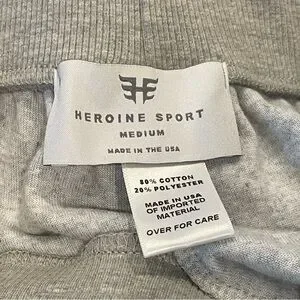 HEROINE SPORT
MEDIUM
MADE IN THE USA
80% COTTON
20% POLYESTER
MADE IN USA
OF IMPORTED
MATERIAL
OVER FOR CARE